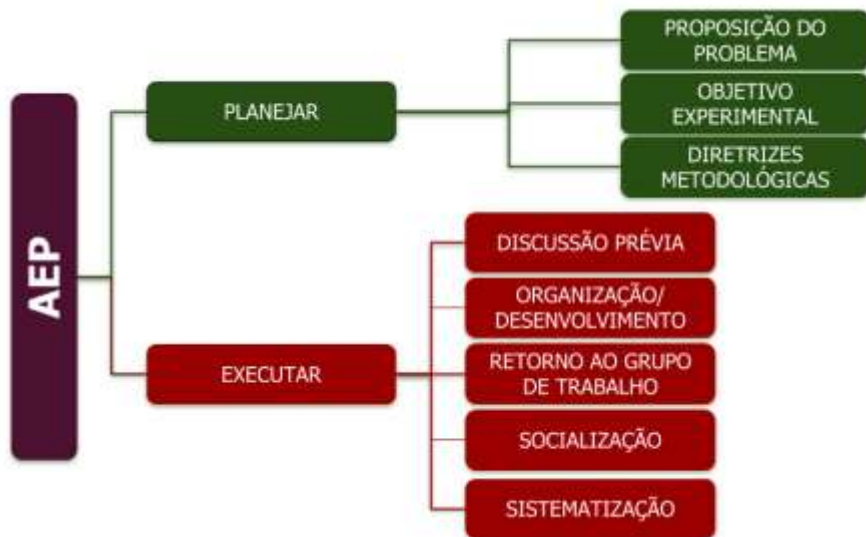 AEP
PLANEJAR
PROPOSIÇÃO DO
PROBLEMA
OBJETIVO
EXPERIMENTAL
DIRETRIZES
METODOLÓGICAS
EXECUTAR
DISCUSSÃO PRÉVIA
ORGANIZAÇÃO/
DESENVOLVIMENTO
RETORNO AO GRUPO
DE TRABALHO
SOCIALIZAÇÃO
SISTEMATIZAÇÃO